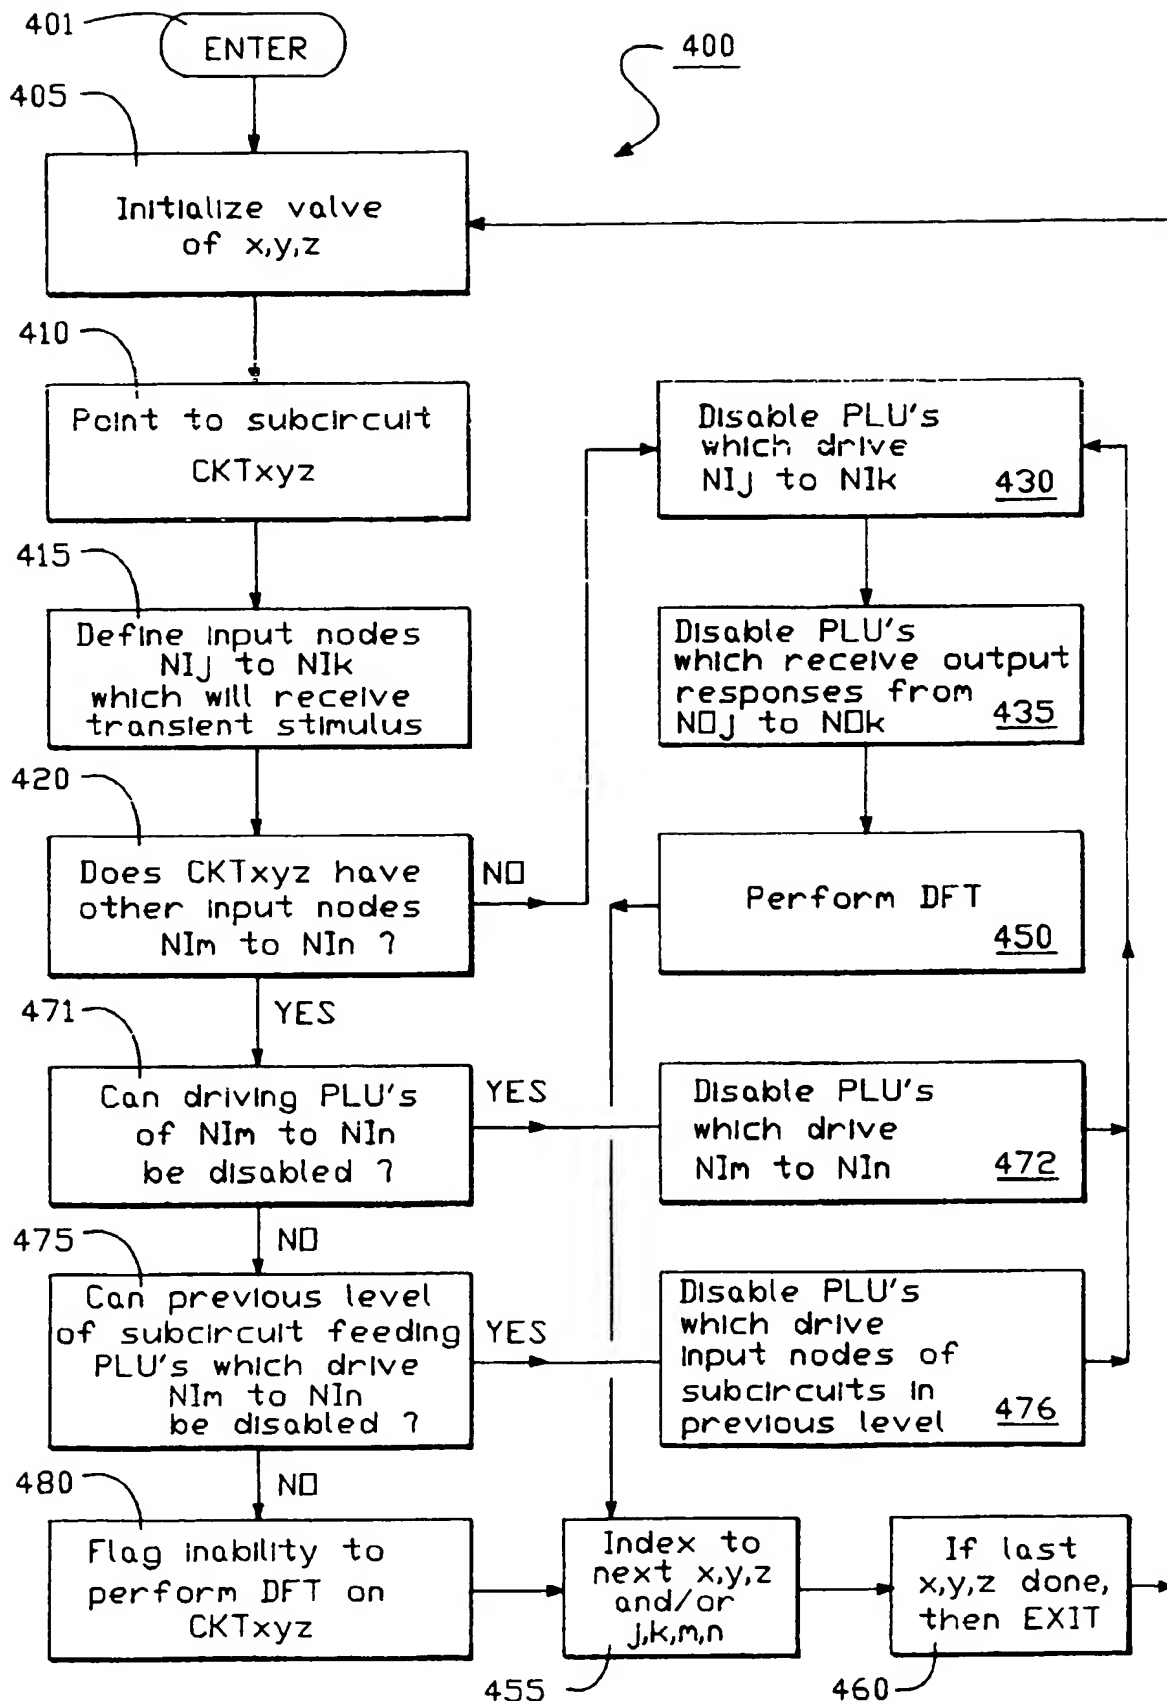 401
ENTER
400
405
Initialize valve
of x,y,z
410
Point to subcircuit
CKTxyz
415
Define input nodes
NIj to NIk
which will receive
transient stimulus
420
Does CKTxyz have
other input nodes
NIm to NIn ?
NO
YES
471
Can driving PLU's
of NIm to NIn
be disabled ?
YES
NO
475
Can previous level
of subcircuit feeding
PLU's which drive
NIm to NIn
be disabled ?
YES
NO
480
Flag inability to
perform DFT on
CKTxyz
Disable PLU's
which drive
NIj to NIk
430
Disable PLU's
which receive output
responses from
NOj to NOk
435
Perform DFT
450
Disable PLU's
which drive
NIm to NIn
472
Disable PLU's
which drive
input nodes of
subcircuits in
previous level
476
Index to
next x,y,z
and/or
j,k,m,n
455
If last
x,y,z done,
then EXIT
460